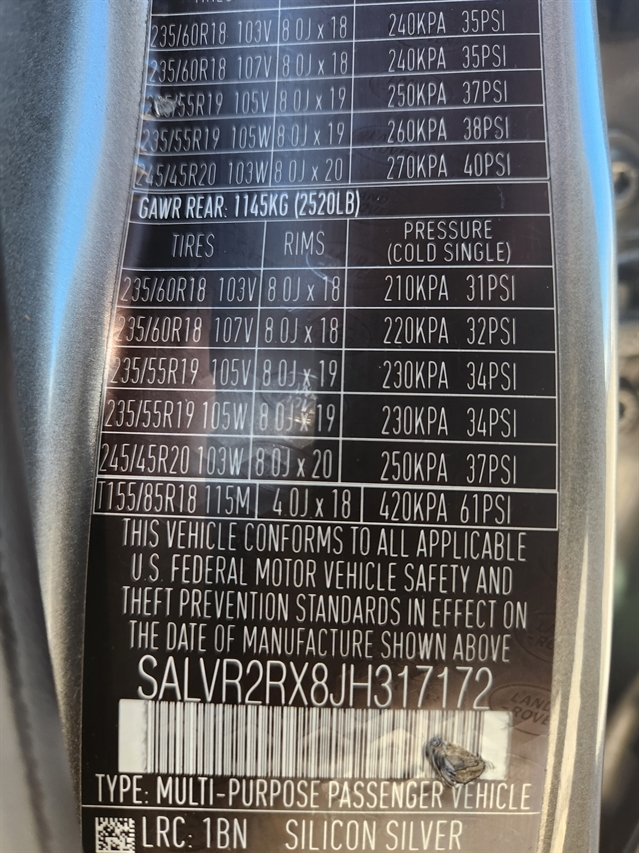 235/60R18 103V 8.0J x 18 240KPA 35PSI
235/60R18 107V 8.0J x 18 240KPA 35PSI
235/55R19 105V 8.0J x 19 250KPA 37PSI
235/55R19 105W 8.0J x 19 260KPA 38PSI
245/45R20 103W 8.0J x 20 270KPA 40PSI
GAWR REAR: 1145KG (2520LB)
TIRES RIMS PRESSURE (COLD SINGLE)
235/60R18 103V 8.0J x 18 210KPA 31PSI
235/60R18 107V 8.0J x 18 220KPA 32PSI
235/55R19 105V 8.0J x 19 230KPA 34PSI
235/55R19 105W 8.0J x 19 230KPA 34PSI
245/45R20 103W 8.0J x 20 250KPA 37PSI
T155/85R18 115M 4.0J x 18 420KPA 61PSI
THIS VEHICLE CONFORMS TO ALL APPLICABLE
U.S. FEDERAL MOTOR VEHICLE SAFETY AND
THEFT PREVENTION STANDARDS IN EFFECT ON
THE DATE OF MANUFACTURE SHOWN ABOVE
SALVR2RX8JH317172
LAND ROVER
TYPE: MULTI-PURPOSE PASSENGER VEHICLE
LRC: 1BN SILICON SILVER